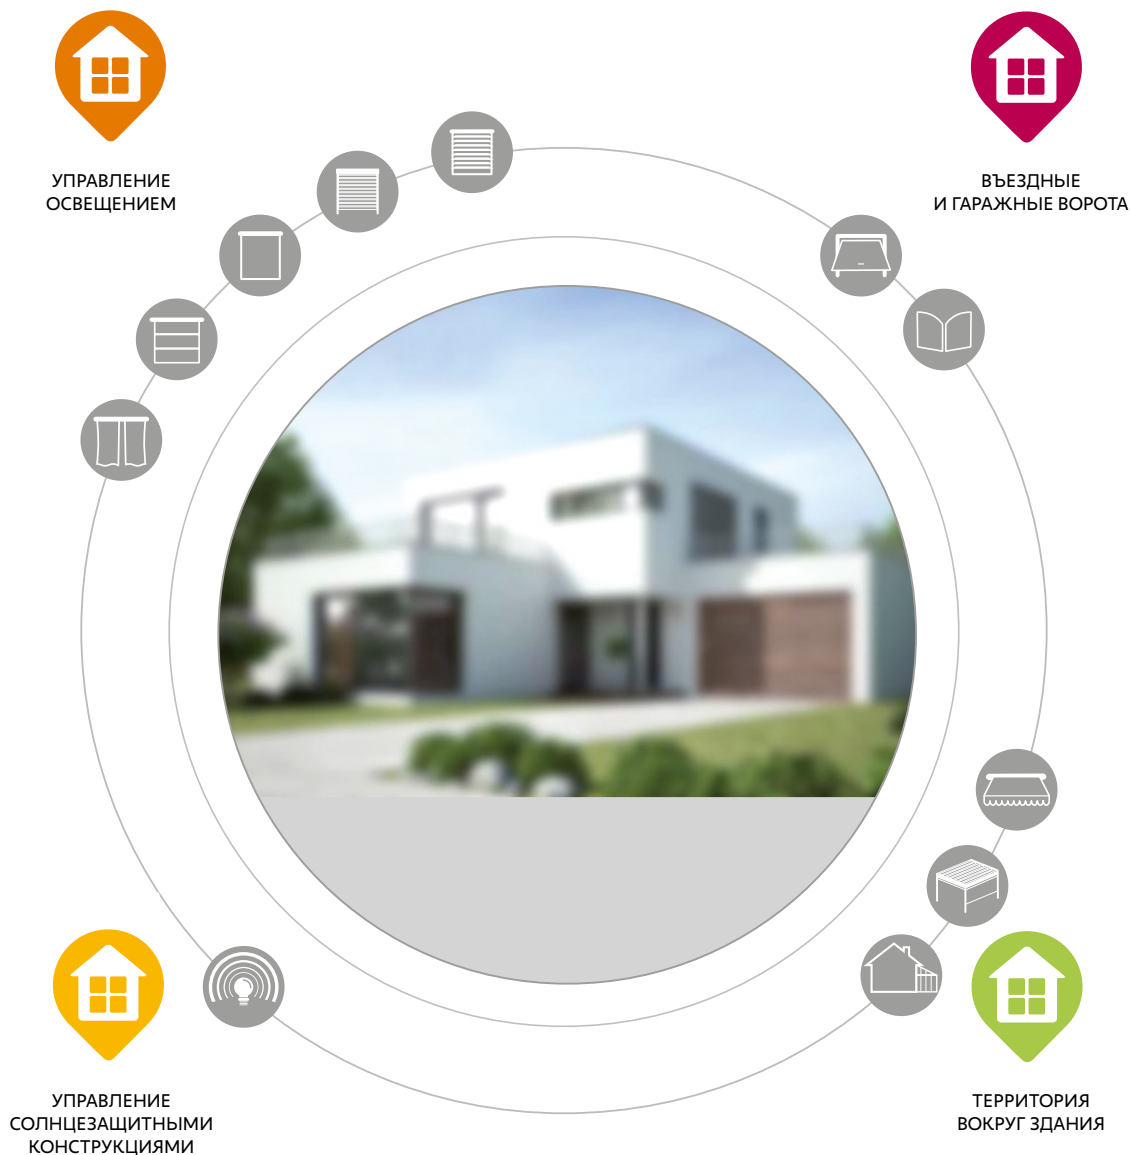 УПРАВЛЕНИЕ
ОСВЕЩЕНИЕМ
ВЪЕЗДНЫЕ
И ГАРАЖНЫЕ ВОРОТА
УПРАВЛЕНИЕ
СОЛНЦЕЗАЩИТНЫМИ
КОНСТРУКЦИЯМИ
ТЕРРИТОРИЯ
ВОКРУГ ЗДАНИЯ